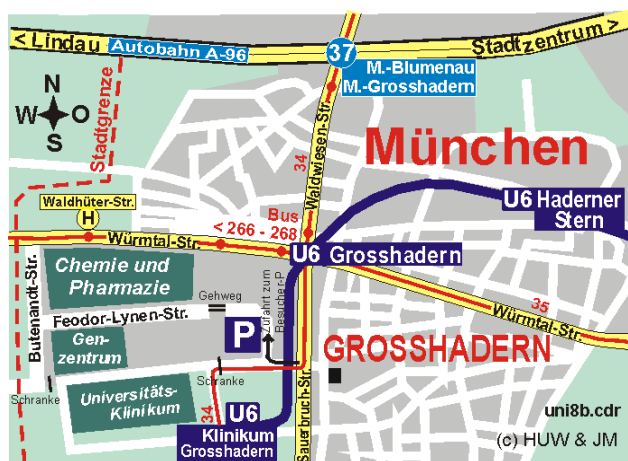 < Lindau
Autobahn A-96
Stadtzentrum >
37
M.-Blumenau
M.-Grosshadern
N
W
O
S
Stadtgrenze
34
Waldwiesen-Str.
München
U6 Haderner
Stern
Waldhüter-Str.
H
Bus
< 266 - 268
Würmtal-Str.
U6 Grosshadern
Chemie und
Pharmazie
Butenandt-Str.
Gehweg
Zufahrt zum
Besucher-P
Feodor-Lynen-Str.
35
Würmtal-Str.
P
Gen-
zentrum
GROSSHADERN
Schranke
Schranke
Universitäts-
Klinikum
34
U6
Klinikum
Grosshadern
Sauerbruch-Str.
uni8b.cdr
(c) HUW & JM